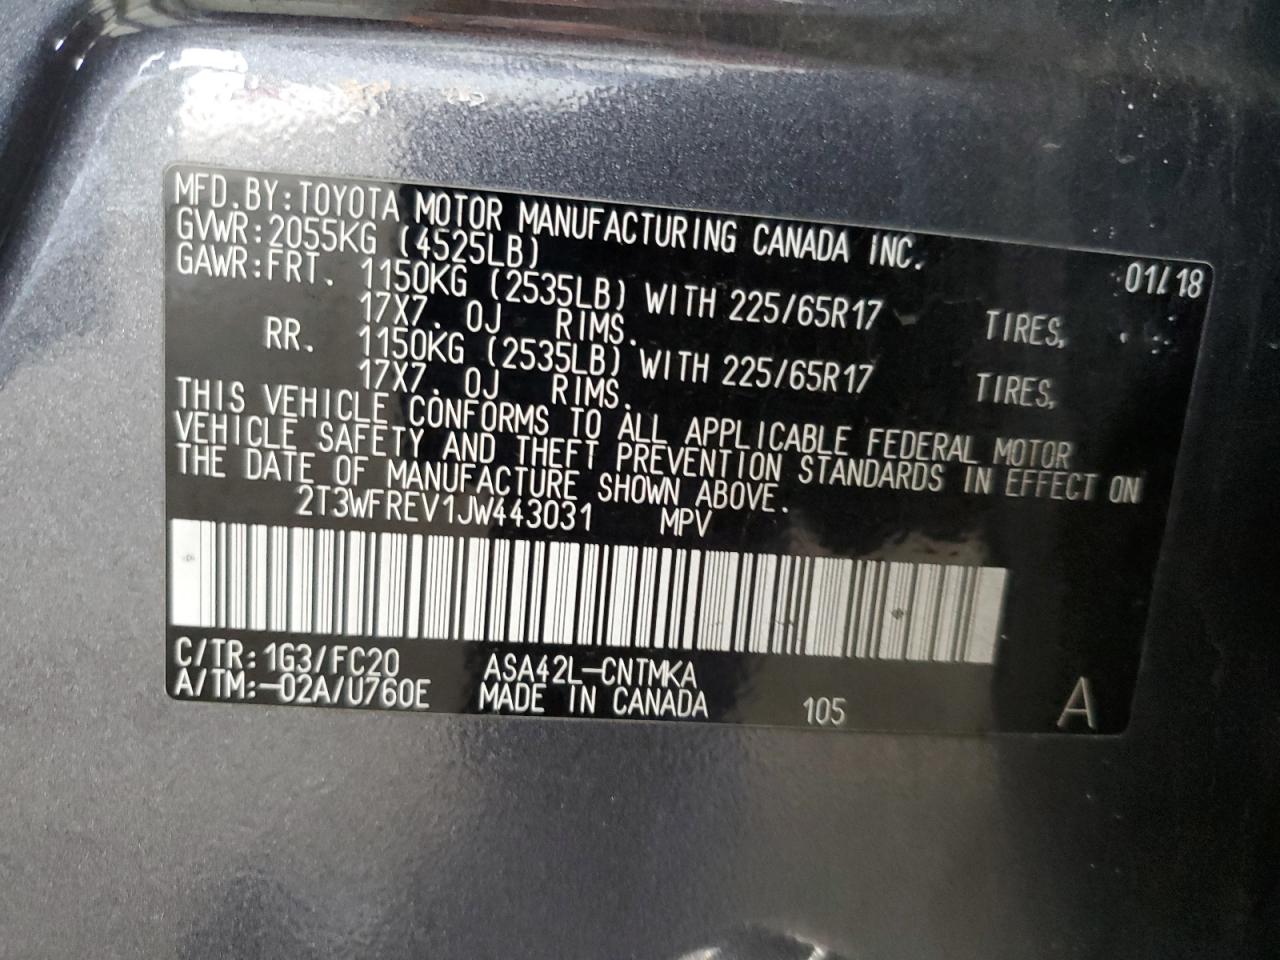 MFD.BY:TOYOTA MOTOR MANUFACTURING CANADA INC.
GVWR:2055KG (4525LB) 01/18
GAWR:FRT. 1150KG (2535LB) WITH 225/65R17 TIRES,
17X7.0J RIMS.
RR. 1150KG (2535LB) WITH 225/65R17 TIRES,
17X7.0J RIMS.
THIS VEHICLE CONFORMS TO ALL APPLICABLE FEDERAL MOTOR
VEHICLE SAFETY AND THEFT PREVENTION STANDARDS IN EFFECT ON
THE DATE OF MANUFACTURE SHOWN ABOVE.
2T3WFREV1JW443031 MPV
C/TR:1G3/FC20 ASA42L-CNTMKA
A/TM:-02A/U760E MADE IN CANADA 105 A